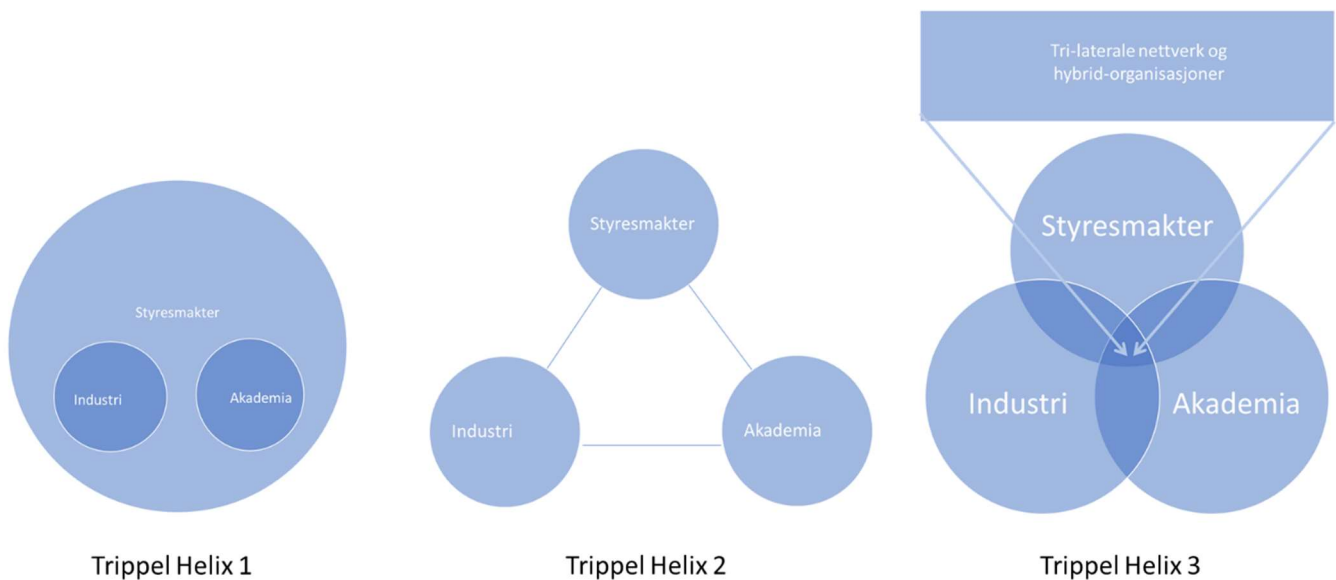 Styresmakter
Industri
Akademia
Trippel Helix 1
Styresmakter
Industri
Akademia
Trippel Helix 2
Tri-laterale nettverk og
hybrid-organisasjoner
Styresmakter
Industri
Akademia
Trippel Helix 3